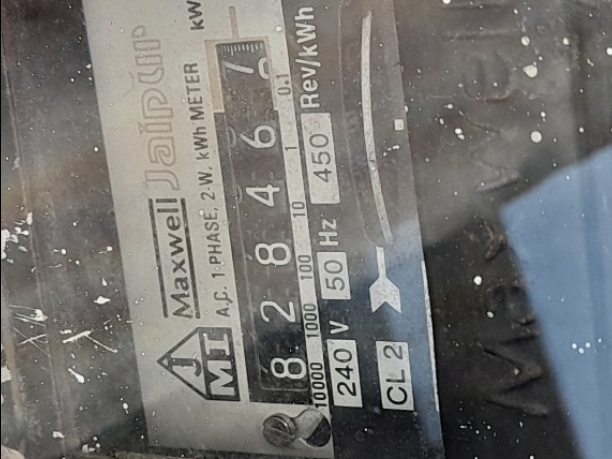 Maxwell Jaipur
JMI
A.C. 1 PHASE, 2-W, kWh METER kW
8 2 8 4 6 7
10000 1000 100 10 1 0.1
240 V 50 Hz 450 Rev/kWh
CL 2